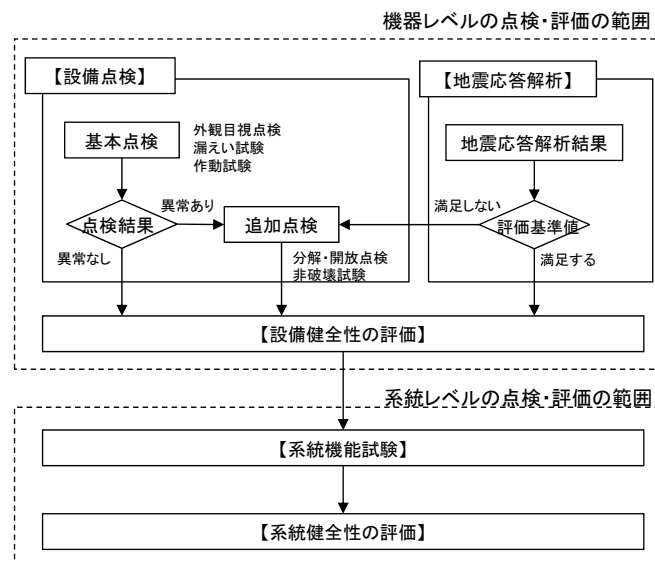 機器レベルの点検・評価の範囲
【設備点検】
【地震応答解析】
基本点検
外観目視点検
漏えい試験
作動試験
地震応答解析結果
点検結果
異常あり
追加点検
満足しない
評価基準値
異常なし
分解・開放点検
非破壊試験
満足する
【設備健全性の評価】
系統レベルの点検・評価の範囲
【系統機能試験】
【系統健全性の評価】